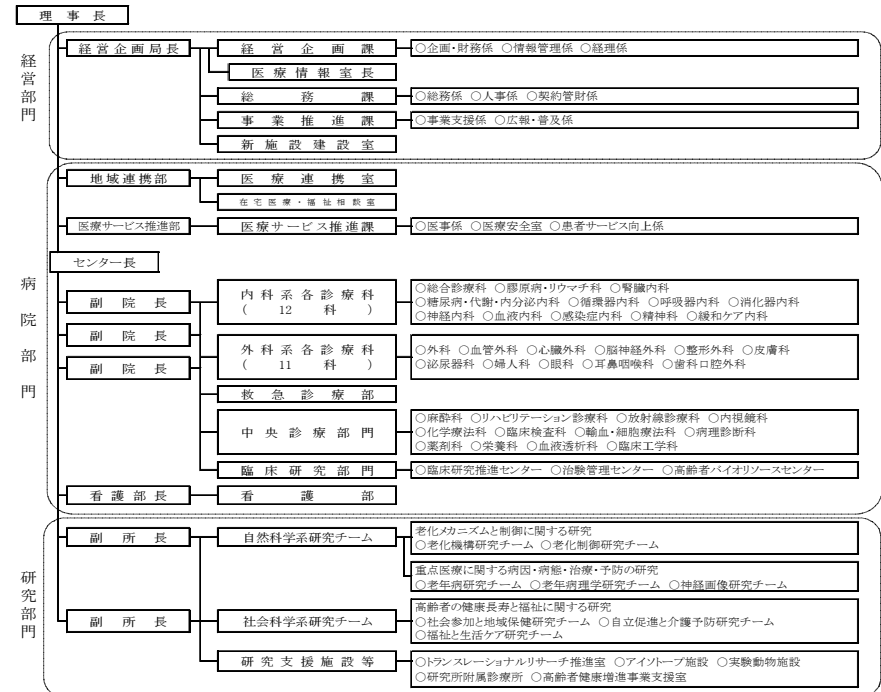 理事長
経営部門
経営企画局長
経営企画課
○企画・財務係 ○情報管理係 ○経理係
医療情報室長
総務課
○総務係 ○人事係 ○契約管財係
事業推進課
○事業支援係 ○広報・普及係
新施設建設室
病院部門
地域連携部
医療連携室
在宅医療・福祉相談室
医療サービス推進部
医療サービス推進課
○医事係 ○医療安全室 ○患者サービス向上係
センター長
副院長
内科系各診療科
( 12 科 )
○総合診療科 ○膠原病・リウマチ科 ○腎臓内科
○糖尿病・代謝・内分泌内科 ○循環器内科 ○呼吸器内科 ○消化器内科
○神経内科 ○血液内科 ○感染症内科 ○精神科 ○緩和ケア内科
副院長
副院長
外科系各診療科
( 11 科 )
○外科 ○血管外科 ○心臓外科 ○脳神経外科 ○整形外科 ○皮膚科
○泌尿器科 ○婦人科 ○眼科 ○耳鼻咽喉科 ○歯科口腔外科
救急診療部
中央診療部門
○麻酔科 ○リハビリテーション診療科 ○放射線診療科 ○内視鏡科
○化学療法科 ○臨床検査科 ○輸血・細胞療法科 ○病理診断科
○薬剤科 ○栄養科 ○血液透析科 ○臨床工学科
臨床研究部門
○臨床研究推進センター ○治験管理センター ○高齢者バイオリソースセンター
看護部長
看護部
研究部門
副所長
自然科学系研究チーム
老化メカニズムと制御に関する研究
○老化機構研究チーム ○老化制御研究チーム
重点医療に関する病因・病態・治療・予防の研究
○老年病研究チーム ○老年病理学研究チーム ○神経画像研究チーム
副所長
社会科学系研究チーム
高齢者の健康長寿と福祉に関する研究
○社会参加と地域保健研究チーム ○自立促進と介護予防研究チーム
○福祉と生活ケア研究チーム
研究支援施設等
○トランスレーショナルリサーチ推進室 ○アイソトープ施設 ○実験動物施設
○研究所附属診療所 ○高齢者健康増進事業支援室